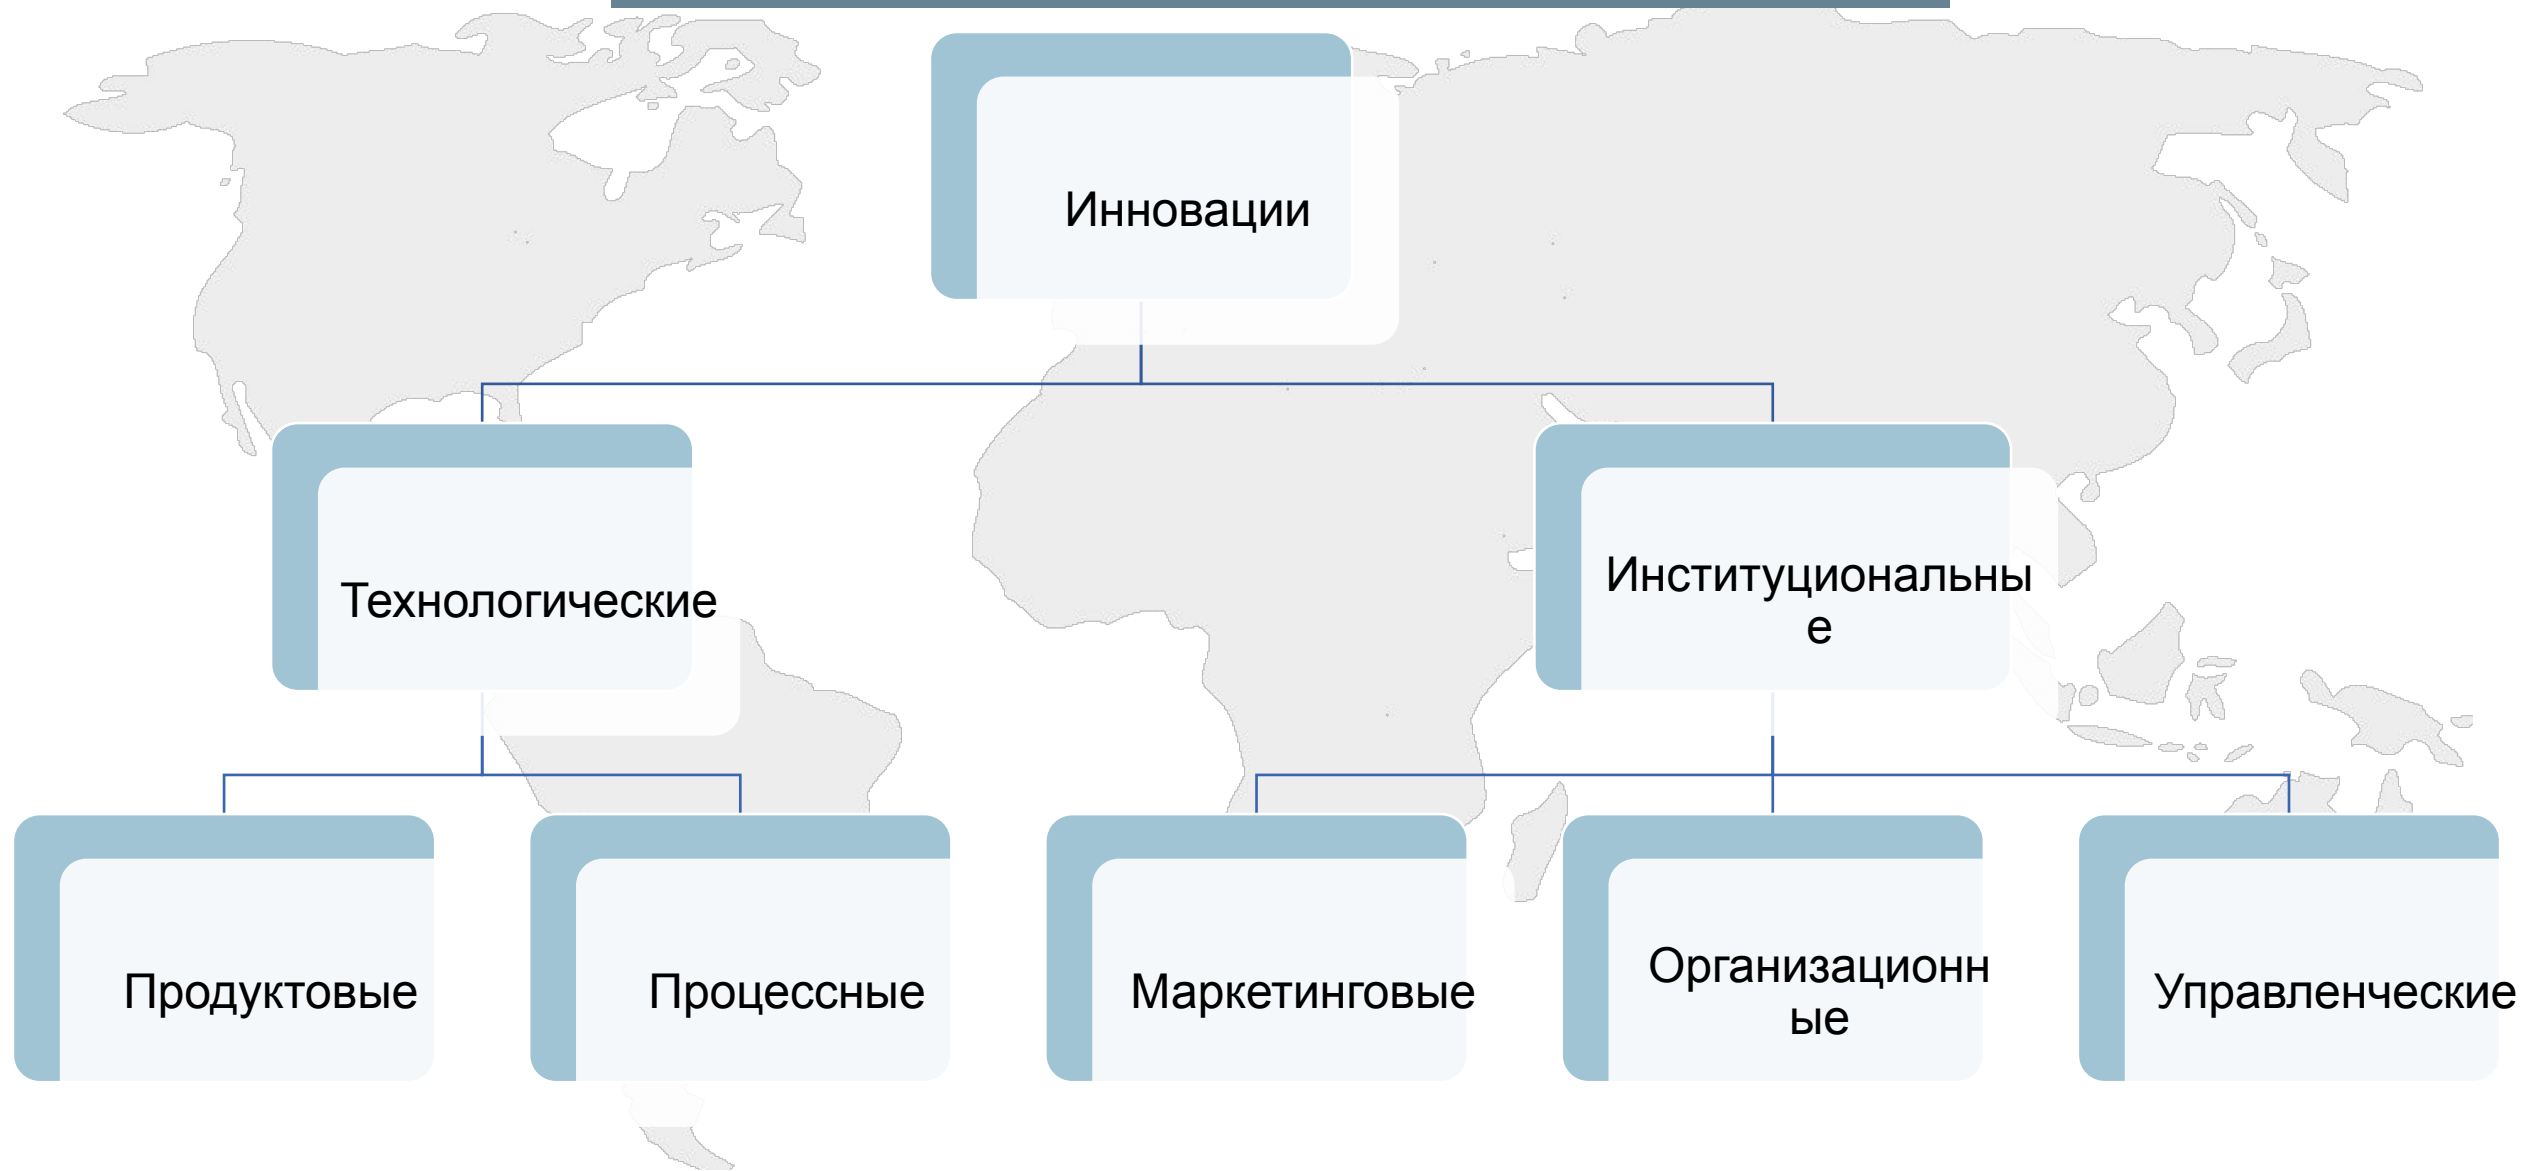 Инновации
Технологические
Институциональны
е
Продуктовые
Процессные
Маркетинговые
Организационн
ые
Управленческие